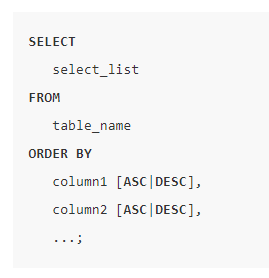 SELECT
select_list
FROM
table_name
ORDER BY
column1 [ASC|DESC],
column2 [ASC|DESC],
...;